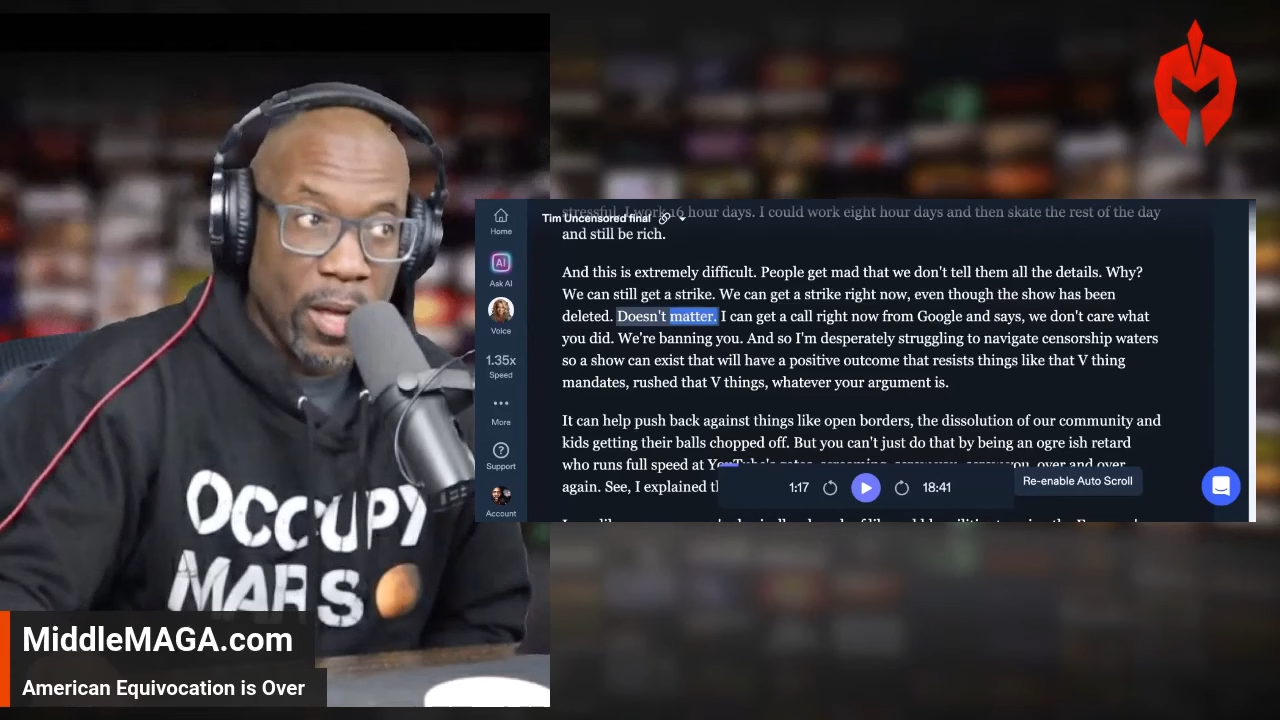 OCCUPY
MARS
MiddleMAGA.com
American Equivocation is Over
Home
AI
Ask AI
Voice
1.35x
Speed
More
Support
Account
Tim Uncensored final
stressful. I work 16 hour days. I could work eight hour days and then skate the rest of the day
and still be rich.
And this is extremely difficult. People get mad that we don't tell them all the details. Why?
We can still get a strike. We can get a strike right now, even though the show has been
deleted. Doesn't matter. I can get a call right now from Google and says, we don't care what
you did. We're banning you. And so I'm desperately struggling to navigate censorship waters
so a show can exist that will have a positive outcome that resists things like that V thing
mandates, rushed that V things, whatever your argument is.
It can help push back against things like open borders, the dissolution of our community and
kids getting their balls chopped off. But you can't just do that by being an ogre ish retard
who runs full speed at YouTube's gates, screaming, over and over
again. See, I explained
1:17
18:41
Re-enable Auto Scroll